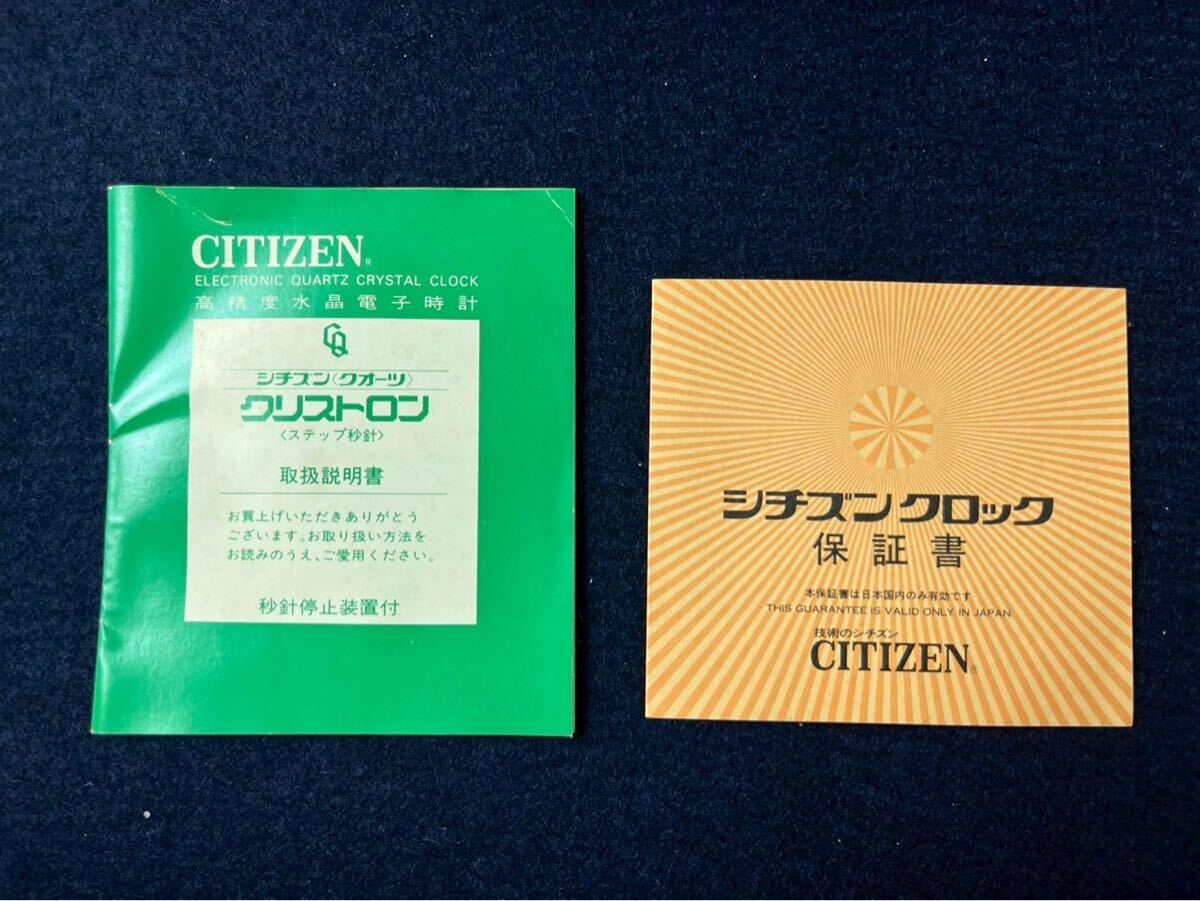 CITIZEN®
ELECTRONIC QUARTZ CRYSTAL CLOCK
高精度水晶電子時計
CQ
シチズン〈クオーツ〉
クリストロン
〈ステップ秒針〉
取扱説明書
お買上げいただきありがとう
ございます。お取り扱い方法を
お読みのうえ、ご愛用ください。
秒針停止装置付
シチズンクロック
保証書
本保証書は日本国内のみ有効です
THIS GUARANTEE IS VALID ONLY IN JAPAN.
技術のシチズン
CITIZEN®